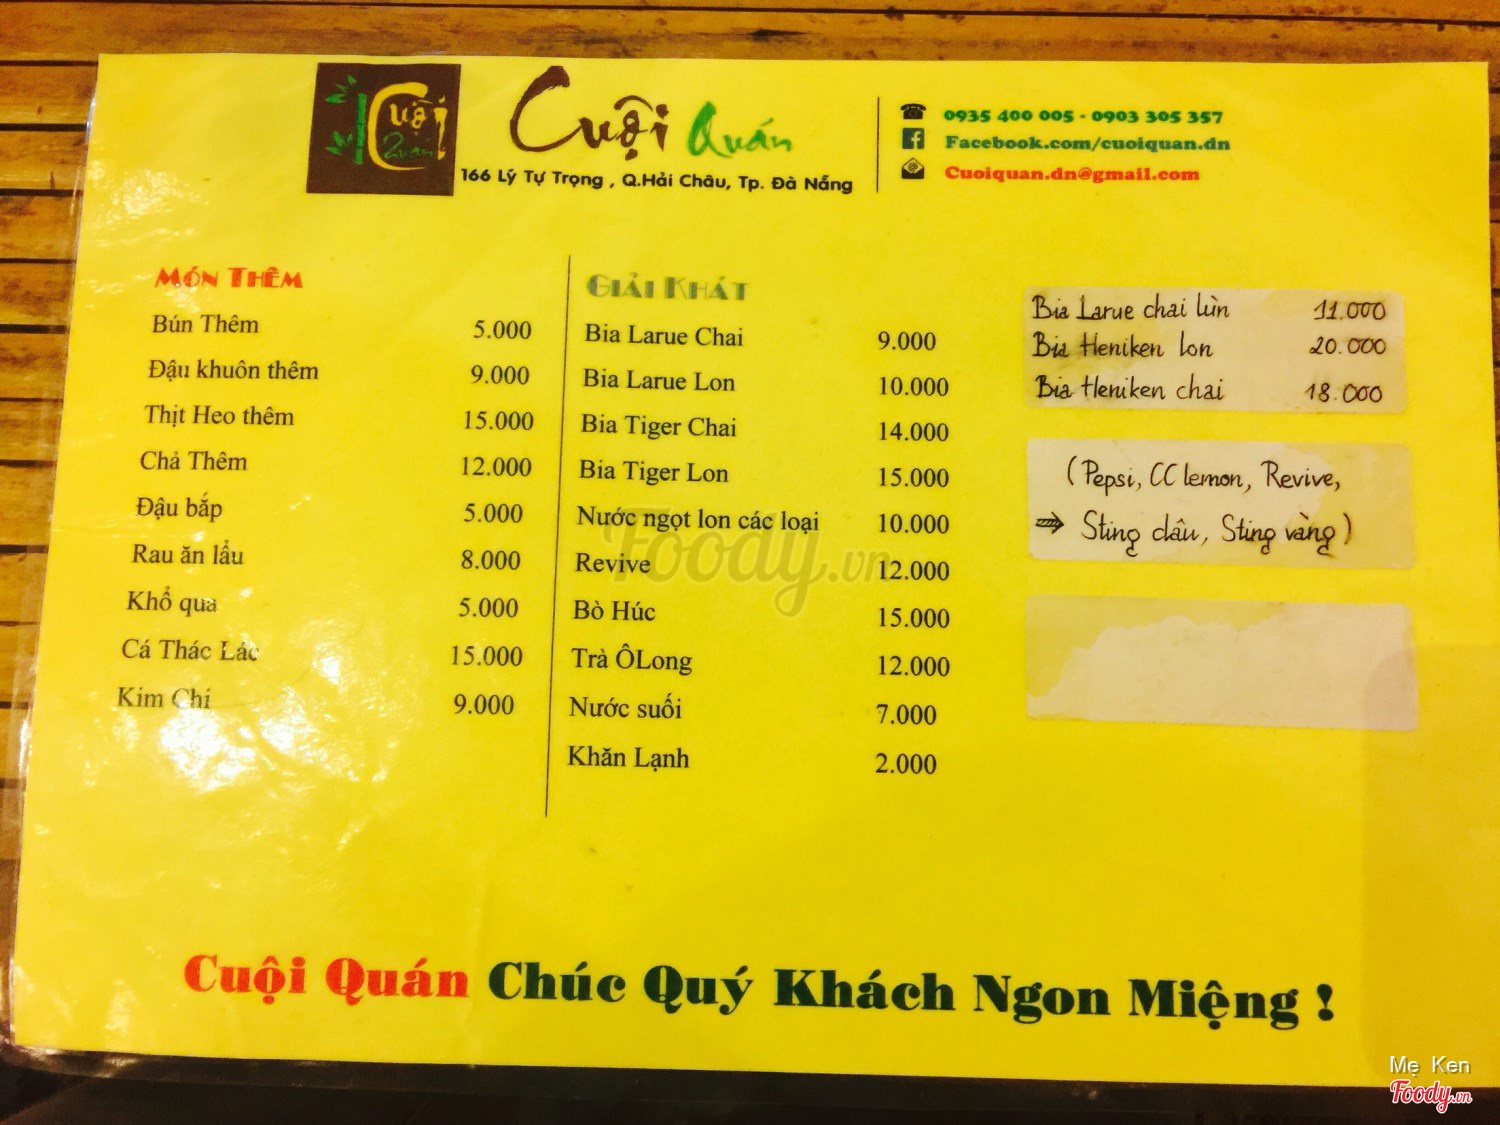 Cuội Quán
Cuội Quán
166 Lý Tự Trọng , Q.Hải Châu, Tp. Đà Nẵng
0935 400 005 - 0903 305 357
Facebook.com/cuoiquan.dn
Cuoiquan.dn@gmail.com
MÓN THÊM
Bún Thêm 5.000
Đậu khuôn thêm 9.000
Thịt Heo thêm 15.000
Chả Thêm 12.000
Đậu bắp 5.000
Rau ăn lẩu 8.000
Khổ qua 5.000
Cá Thác Lác 15.000
Kim Chi 9.000
GIẢI KHÁT
Bia Larue Chai 9.000
Bia Larue Lon 10.000
Bia Tiger Chai 14.000
Bia Tiger Lon 15.000
Nước ngọt lon các loại 10.000
Revive 12.000
Bò Húc 15.000
Trà ÔLong 12.000
Nước suối 7.000
Khăn Lạnh 2.000
Bia Larue chai lùn 11.000
Bia Heniken lon 20.000
Bia Heniken chai 18.000
(Pepsi, CC lemon, Revive,
⇒ Sting dâu, Sting vàng)
Foody.vn
Cuội Quán Chúc Quý Khách Ngon Miệng !
Mẹ Ken
Foody.vn